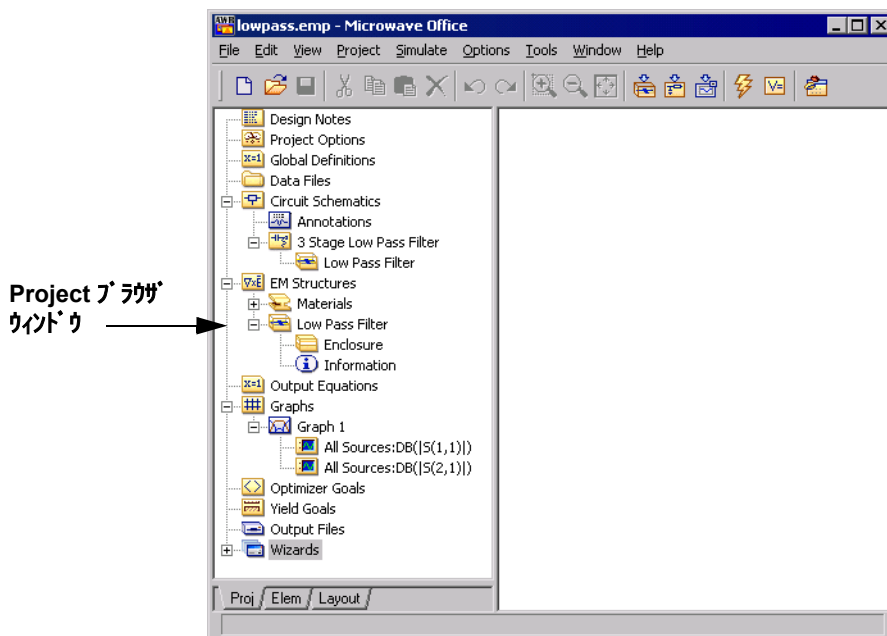 lowpass.emp - Microwave Office
File Edit View Project Simulate Options Tools Window Help
Design Notes
Project Options
Global Definitions
Data Files
Circuit Schematics
Annotations
3 Stage Low Pass Filter
Low Pass Filter
EM Structures
Materials
Low Pass Filter
Enclosure
Information
Output Equations
Graphs
Graph 1
All Sources:DB(|S(1,1)|)
All Sources:DB(|S(2,1)|)
Optimizer Goals
Yield Goals
Output Files
Wizards
Proj Elem Layout
Project ﾌﾞﾗｳｻﾞ
ｳｨﾝﾄﾞｳ